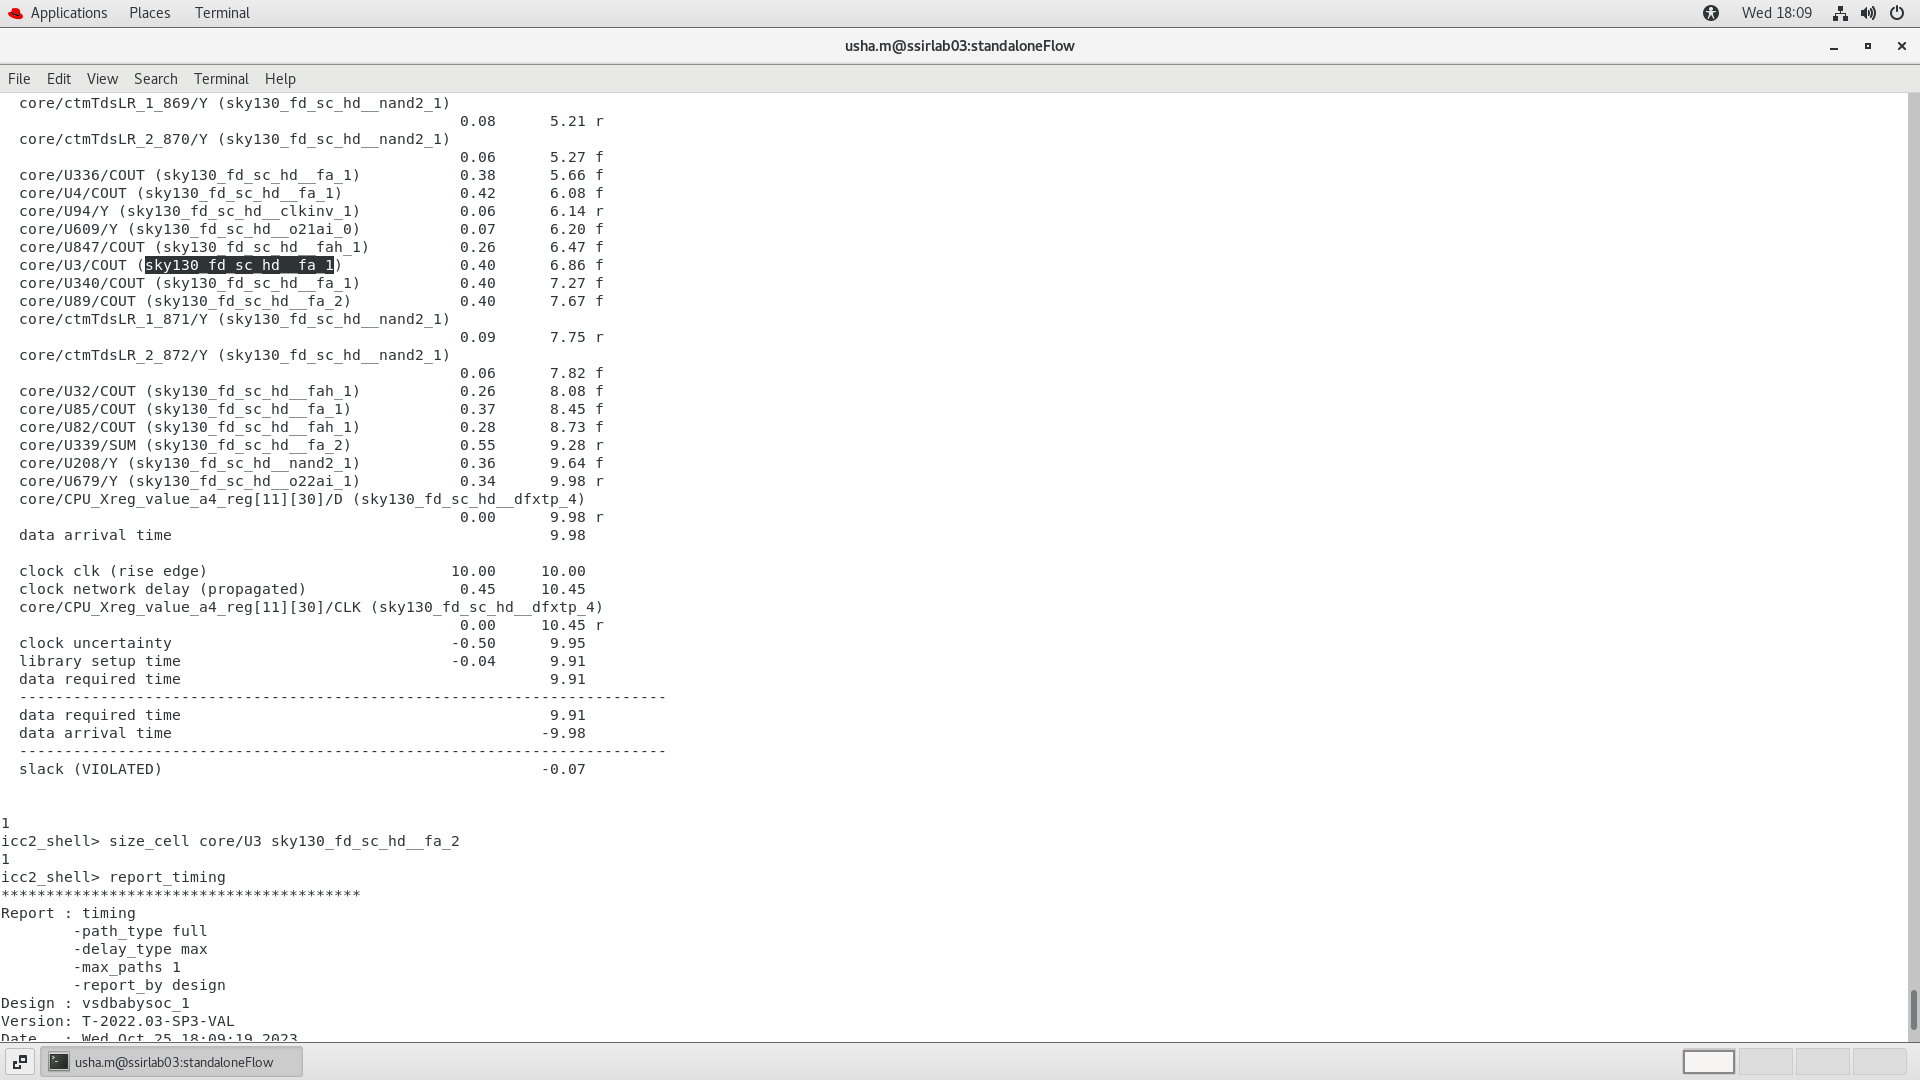 Applications Places Terminal Wed 18:09
usha.m@ssirlab03:standaloneFlow
File Edit View Search Terminal Help
core/ctmTdsLR_1_869/Y (sky130_fd_sc_hd__nand2_1)
0.08 5.21 r
core/ctmTdsLR_2_870/Y (sky130_fd_sc_hd__nand2_1)
0.06 5.27 f
core/U336/COUT (sky130_fd_sc_hd__fa_1) 0.38 5.66 f
core/U4/COUT (sky130_fd_sc_hd__fa_1) 0.42 6.08 f
core/U94/Y (sky130_fd_sc_hd__clkinv_1) 0.06 6.14 r
core/U609/Y (sky130_fd_sc_hd__o21ai_0) 0.07 6.20 f
core/U847/COUT (sky130_fd_sc_hd__fah_1) 0.26 6.47 f
core/U3/COUT (sky130_fd_sc_hd__fa_1) 0.40 6.86 f
core/U340/COUT (sky130_fd_sc_hd__fa_1) 0.40 7.27 f
core/U89/COUT (sky130_fd_sc_hd__fa_2) 0.40 7.67 f
core/ctmTdsLR_1_871/Y (sky130_fd_sc_hd__nand2_1)
0.09 7.75 r
core/ctmTdsLR_2_872/Y (sky130_fd_sc_hd__nand2_1)
0.06 7.82 f
core/U32/COUT (sky130_fd_sc_hd__fah_1) 0.26 8.08 f
core/U85/COUT (sky130_fd_sc_hd__fa_1) 0.37 8.45 f
core/U82/COUT (sky130_fd_sc_hd__fah_1) 0.28 8.73 f
core/U339/SUM (sky130_fd_sc_hd__fa_2) 0.55 9.28 r
core/U208/Y (sky130_fd_sc_hd__nand2_1) 0.36 9.64 f
core/U679/Y (sky130_fd_sc_hd__o22ai_1) 0.34 9.98 r
core/CPU_Xreg_value_a4_reg[11][30]/D (sky130_fd_sc_hd__dfxtp_4)
0.00 9.98 r
data arrival time 9.98
clock clk (rise edge) 10.00 10.00
clock network delay (propagated) 0.45 10.45
core/CPU_Xreg_value_a4_reg[11][30]/CLK (sky130_fd_sc_hd__dfxtp_4)
0.00 10.45 r
clock uncertainty -0.50 9.95
library setup time -0.04 9.91
data required time 9.91
------------------------------------------------------------------------
data required time 9.91
data arrival time -9.98
------------------------------------------------------------------------
slack (VIOLATED) -0.07
1
icc2_shell> size_cell core/U3 sky130_fd_sc_hd__fa_2
1
icc2_shell> report_timing
****************************************
Report : timing
-path_type full
-delay_type max
-max_paths 1
-report_by design
Design : vsdbabysoc_1
Version: T-2022.03-SP3-VAL
Date : Wed Oct 25 18:09:19 2023
usha.m@ssirlab03:standaloneFlow